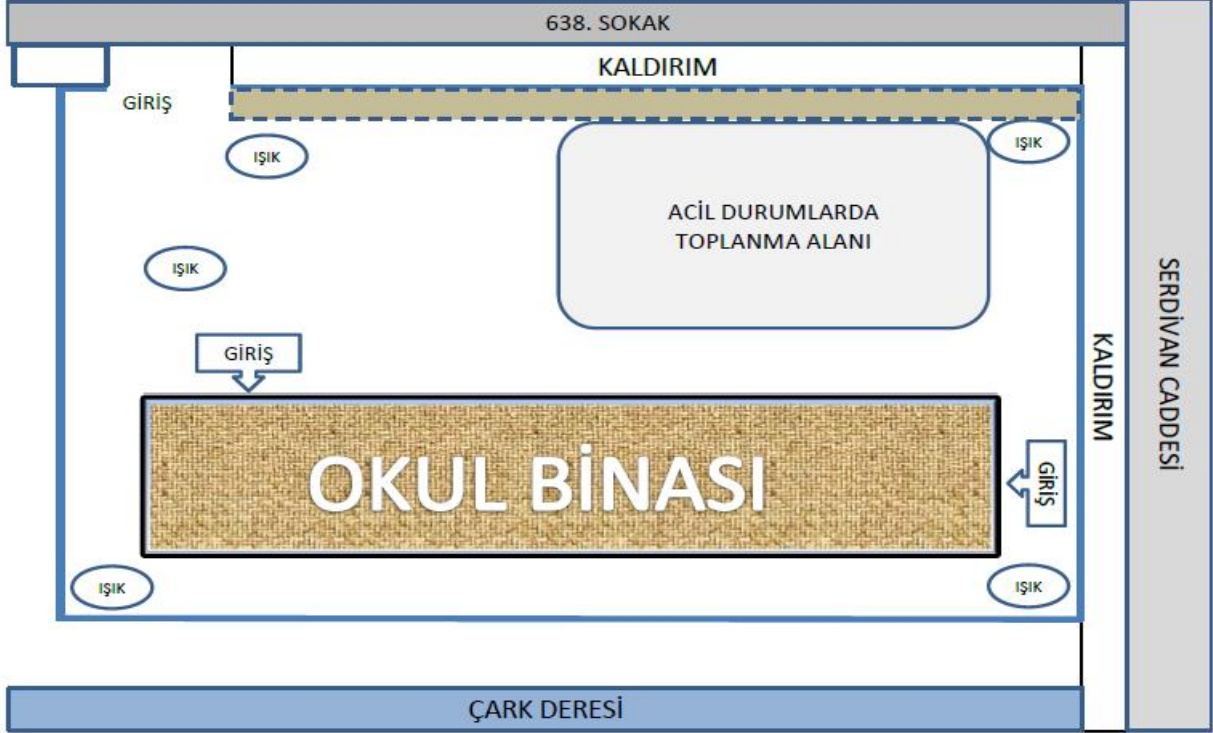 638. SOKAK
KALDIRIM
GİRİŞ
IŞIK
IŞIK
ACİL DURUMLARDA
TOPLANMA ALANI
IŞIK
GİRİŞ
KALDIRIM
SERDİVAN CADDESİ
OKUL BİNASI
GİRİŞ
IŞIK
IŞIK
ÇARK DERESİ